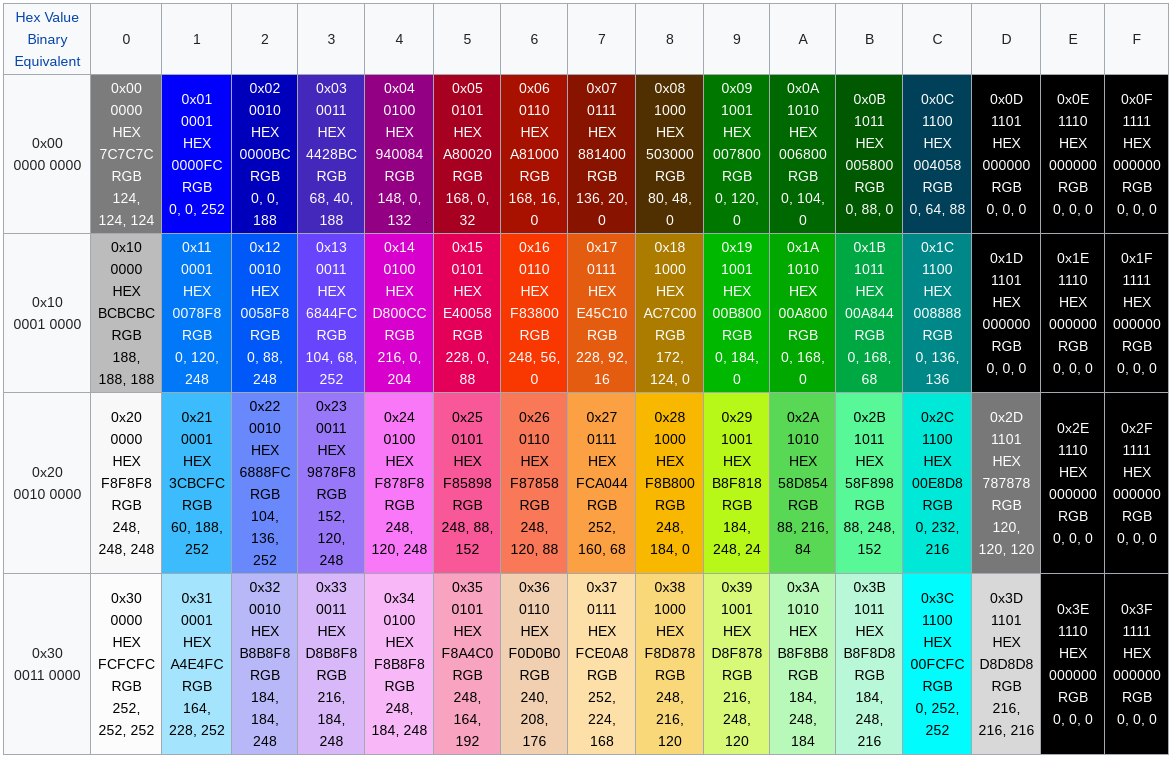 Hex Value
Binary
Equivalent
0
1
2
3
4
5
6
7
8
9
A
B
C
D
E
F
0x00
0000 0000
0x00
0000
HEX
7C7C7C
RGB
124,
124, 124
0x01
0001
HEX
0000FC
RGB
0, 0, 252
0x02
0010
HEX
0000BC
RGB
0, 0,
188
0x03
0011
HEX
4428BC
RGB
68, 40,
188
0x04
0100
HEX
940084
RGB
148, 0,
132
0x05
0101
HEX
A80020
RGB
168, 0,
32
0x06
0110
HEX
A81000
RGB
168, 16,
0
0x07
0111
HEX
881400
RGB
136, 20,
0
0x08
1000
HEX
503000
RGB
80, 48,
0
0x09
1001
HEX
007800
RGB
0, 120,
0
0x0A
1010
HEX
006800
RGB
0, 104,
0
0x0B
1011
HEX
005800
RGB
0, 88, 0
0x0C
1100
HEX
004058
RGB
0, 64, 88
0x0D
1101
HEX
000000
RGB
0, 0, 0
0x0E
1110
HEX
000000
RGB
0, 0, 0
0x0F
1111
HEX
000000
RGB
0, 0, 0
0x10
0001 0000
0x10
0000
HEX
BCBCBC
RGB
188,
188, 188
0x11
0001
HEX
0078F8
RGB
0, 120,
248
0x12
0010
HEX
0058F8
RGB
0, 88,
248
0x13
0011
HEX
6844FC
RGB
104, 68,
252
0x14
0100
HEX
D800CC
RGB
216, 0,
204
0x15
0101
HEX
E40058
RGB
228, 0,
88
0x16
0110
HEX
F83800
RGB
248, 56,
0
0x17
0111
HEX
E45C10
RGB
228, 92,
16
0x18
1000
HEX
AC7C00
RGB
172,
124, 0
0x19
1001
HEX
00B800
RGB
0, 184,
0
0x1A
1010
HEX
00A800
RGB
0, 168,
0
0x1B
1011
HEX
00A844
RGB
0, 168,
68
0x1C
1100
HEX
008888
RGB
0, 136,
136
0x1D
1101
HEX
000000
RGB
0, 0, 0
0x1E
1110
HEX
000000
RGB
0, 0, 0
0x1F
1111
HEX
000000
RGB
0, 0, 0
0x20
0010 0000
0x20
0000
HEX
F8F8F8
RGB
248,
248, 248
0x21
0001
HEX
3CBCFC
RGB
60, 188,
252
0x22
0010
HEX
6888FC
RGB
104,
136,
252
0x23
0011
HEX
9878F8
RGB
152,
120,
248
0x24
0100
HEX
F878F8
RGB
248,
120, 248
0x25
0101
HEX
F85898
RGB
248, 88,
152
0x26
0110
HEX
F87858
RGB
248,
120, 88
0x27
0111
HEX
FCA044
RGB
252,
160, 68
0x28
1000
HEX
F8B800
RGB
248,
184, 0
0x29
1001
HEX
B8F818
RGB
184,
248, 24
0x2A
1010
HEX
58D854
RGB
88, 216,
84
0x2B
1011
HEX
58F898
RGB
88, 248,
152
0x2C
1100
HEX
00E8D8
RGB
0, 232,
216
0x2D
1101
HEX
787878
RGB
120,
120, 120
0x2E
1110
HEX
000000
RGB
0, 0, 0
0x2F
1111
HEX
000000
RGB
0, 0, 0
0x30
0011 0000
0x30
0000
HEX
FCFCFC
RGB
252,
252, 252
0x31
0001
HEX
A4E4FC
RGB
164,
228, 252
0x32
0010
HEX
B8B8F8
RGB
184,
184,
248
0x33
0011
HEX
D8B8F8
RGB
216,
184,
248
0x34
0100
HEX
F8B8F8
RGB
248,
184, 248
0x35
0101
HEX
F8A4C0
RGB
248,
164,
192
0x36
0110
HEX
F0D0B0
RGB
240,
208,
176
0x37
0111
HEX
FCE0A8
RGB
252,
224,
168
0x38
1000
HEX
F8D878
RGB
248,
216,
120
0x39
1001
HEX
D8F878
RGB
216,
248,
120
0x3A
1010
HEX
B8F8B8
RGB
184,
248,
184
0x3B
1011
HEX
B8F8D8
RGB
184,
248,
216
0x3C
1100
HEX
00FCFC
RGB
0, 252,
252
0x3D
1101
HEX
D8D8D8
RGB
216,
216, 216
0x3E
1110
HEX
000000
RGB
0, 0, 0
0x3F
1111
HEX
000000
RGB
0, 0, 0